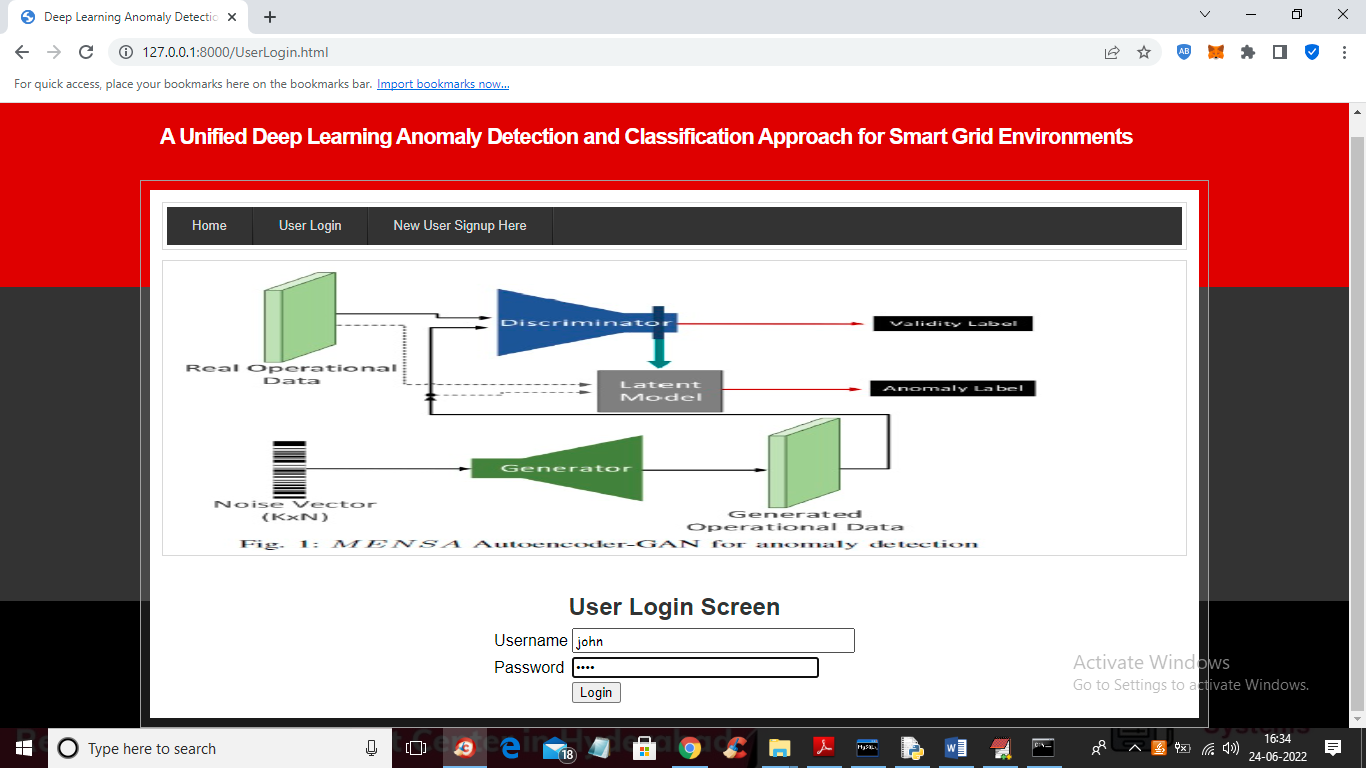 Deep Learning Anomaly Detectio
127.0.0.1:8000/UserLogin.html
AB
For quick access, place your bookmarks here on the bookmarks bar. Import bookmarks now...
A Unified Deep Learning Anomaly Detection and Classification Approach for Smart Grid Environments
Home User Login New User Signup Here
Discriminator
Validity Label
Real Operational
Data
Latent
Model
Anomaly Label
Generator
Noise Vector
(KxN)
Generated
Operational Data
Fig. 1: MENSA Autoencoder-GAN for anomaly detection
User Login Screen
Username john
Password ••••
Login
Activate Windows
Go to Settings to activate Windows.
Type here to search
18
16:34
24-06-2022